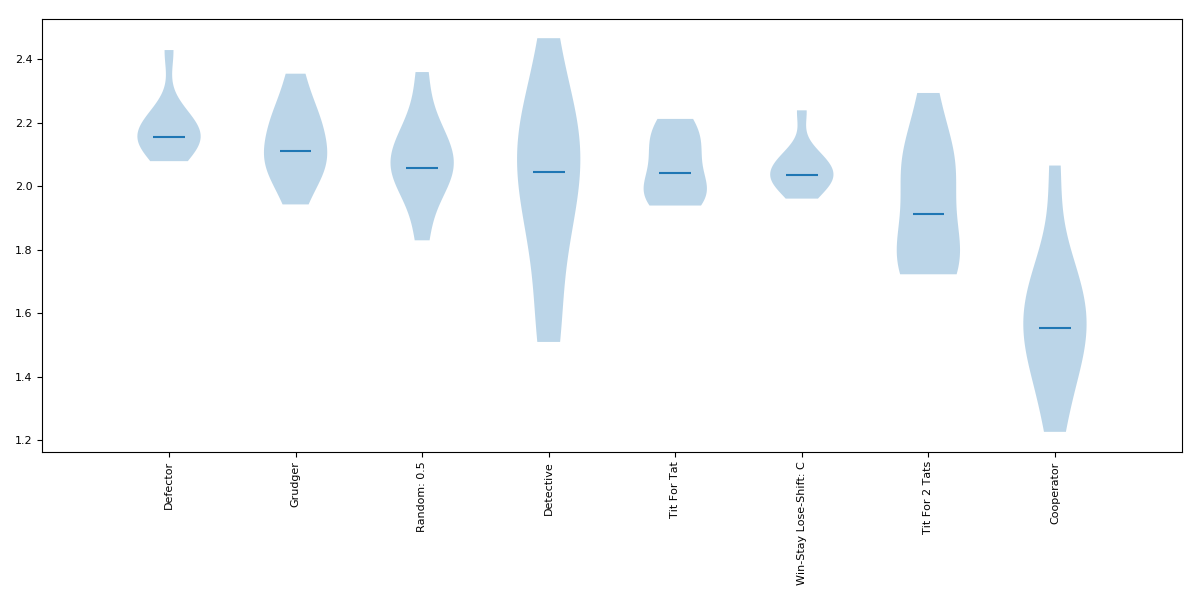 2.4
2.2
2.0
1.8
1.6
1.4
1.2
Defector
Grudger
Random: 0.5
Detective
Tit For Tat
Win-Stay Lose-Shift: C
Tit For 2 Tats
Cooperator